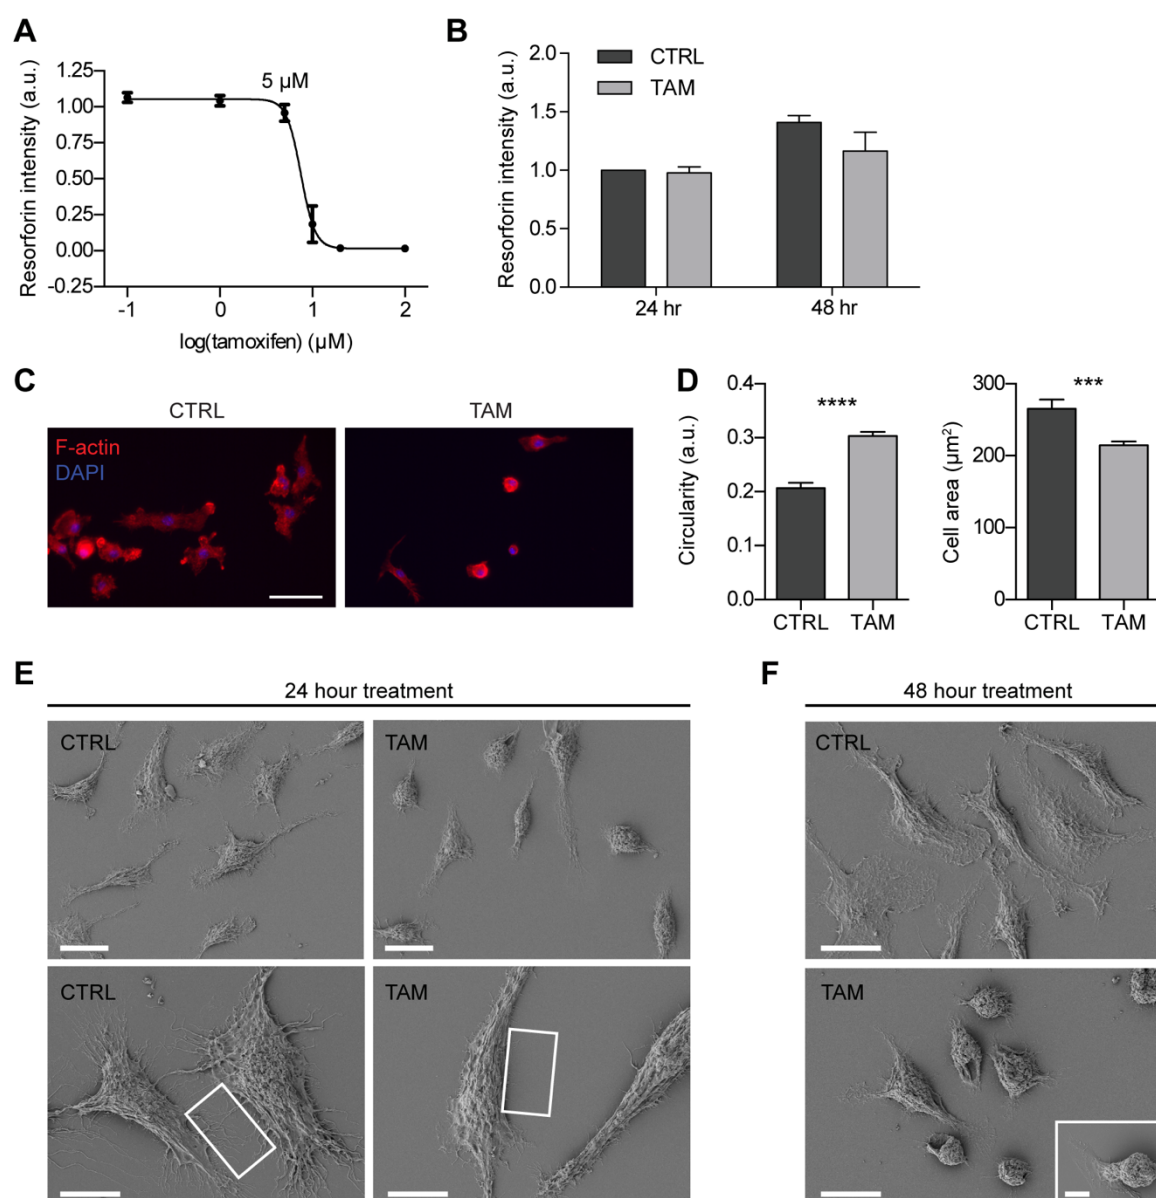 A
Resorforin intensity (a.u.)
1.25
1.00
0.75
0.50
0.25
0.00
-0.25
5 µM
-1
0
1
2
log(tamoxifen) (µM)
B
Resorforin intensity (a.u.)
2.0
1.5
1.0
0.5
0.0
CTRL
TAM
24 hr
48 hr
C
CTRL
TAM
F-actin
DAPI
D
Circularity (a.u.)
0.4
0.3
0.2
0.1
0.0
****
CTRL
TAM
Cell area (µm²)
300
200
100
0
***
CTRL
TAM
E
24 hour treatment
CTRL
TAM
CTRL
TAM
F
48 hour treatment
CTRL
TAM